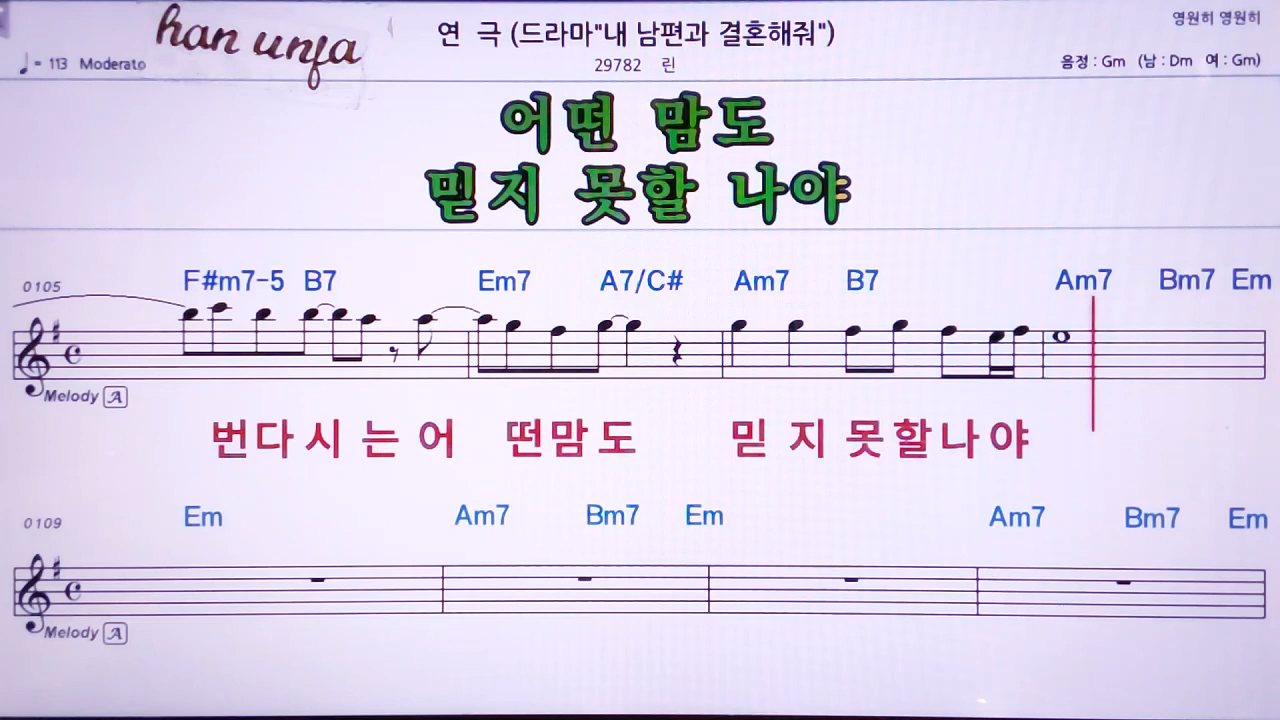 han unfa
연 극 (드라마"내 남편과 결혼해줘")
영원히 영원히
♩= 113 Moderato
29782 린
음정 : Gm (남 : Dm 여 : Gm)
어떤 맘도
믿지 못할 나야
0105 F#m7-5 B7 Em7 A7/C# Am7 B7 Am7 Bm7 Em
Melody A
번다시 는 어 떤맘도 믿 지 못할나야
0109 Em Am7 Bm7 Em Am7 Bm7 Em
Melody A